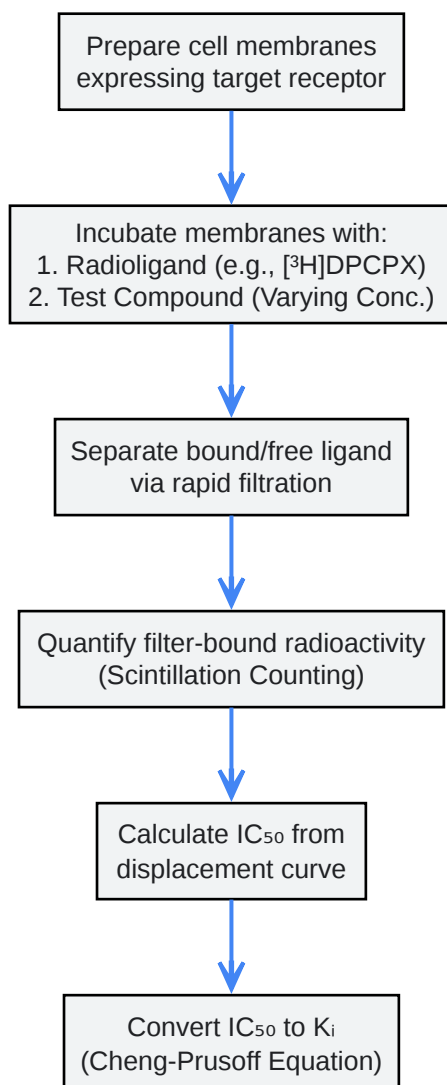 Prepare cell membranes
expressing target receptor
Incubate membranes with:
1. Radioligand (e.g., [³H]DPCPX)
2. Test Compound (Varying Conc.)
Separate bound/free ligand
via rapid filtration
Quantify filter-bound radioactivity
(Scintillation Counting)
Calculate IC₅₀ from
displacement curve
Convert IC₅₀ to Kᵢ
(Cheng-Prusoff Equation)